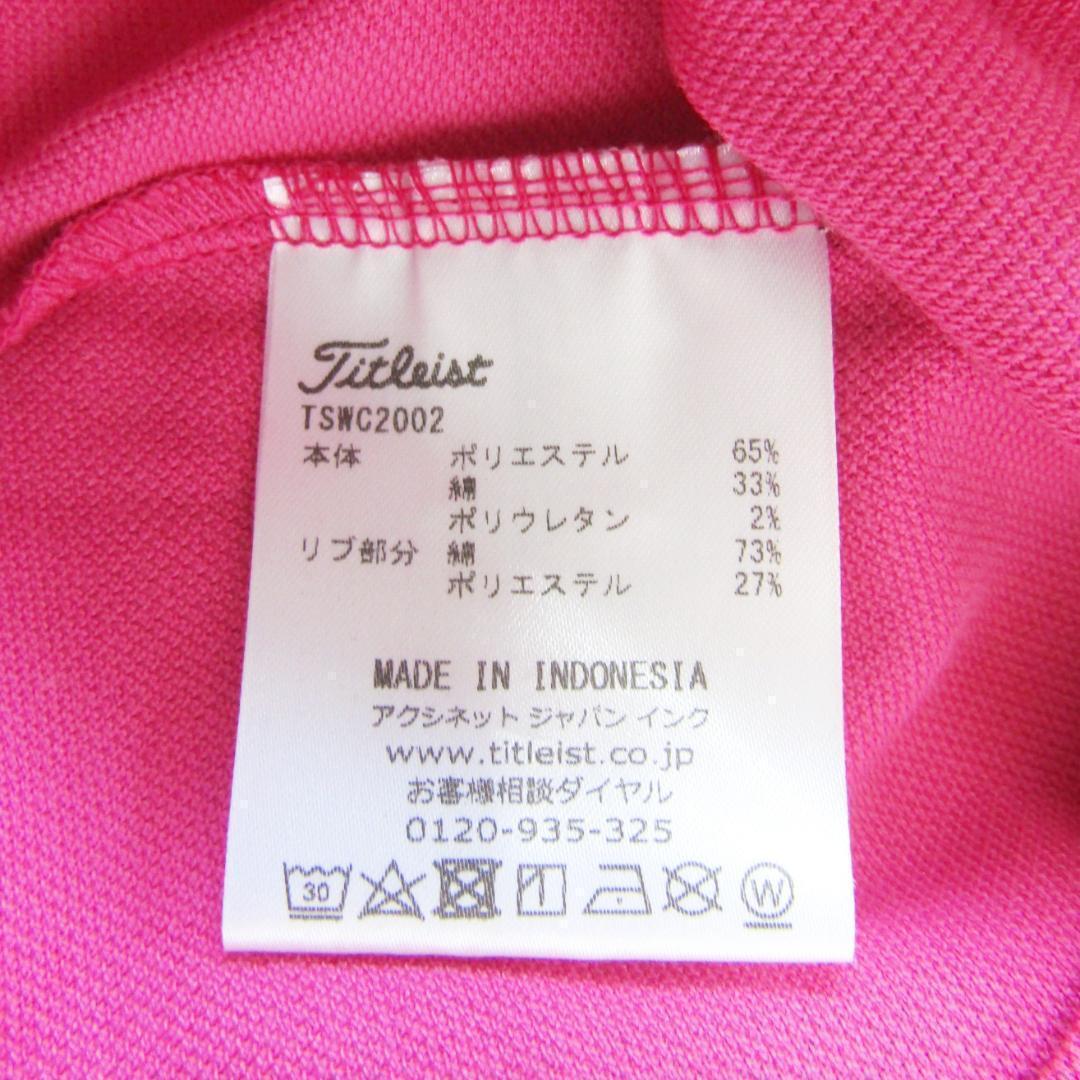 Titleist
TSWC2002
本体 ポリエステル 65%
綿 33%
ポリウレタン 2%
リブ部分 綿 73%
ポリエステル 27%
MADE IN INDONESIA
アクシネット ジャパン インク
www.titleist.co.jp
お客様相談ダイヤル
0120-935-325
30 W